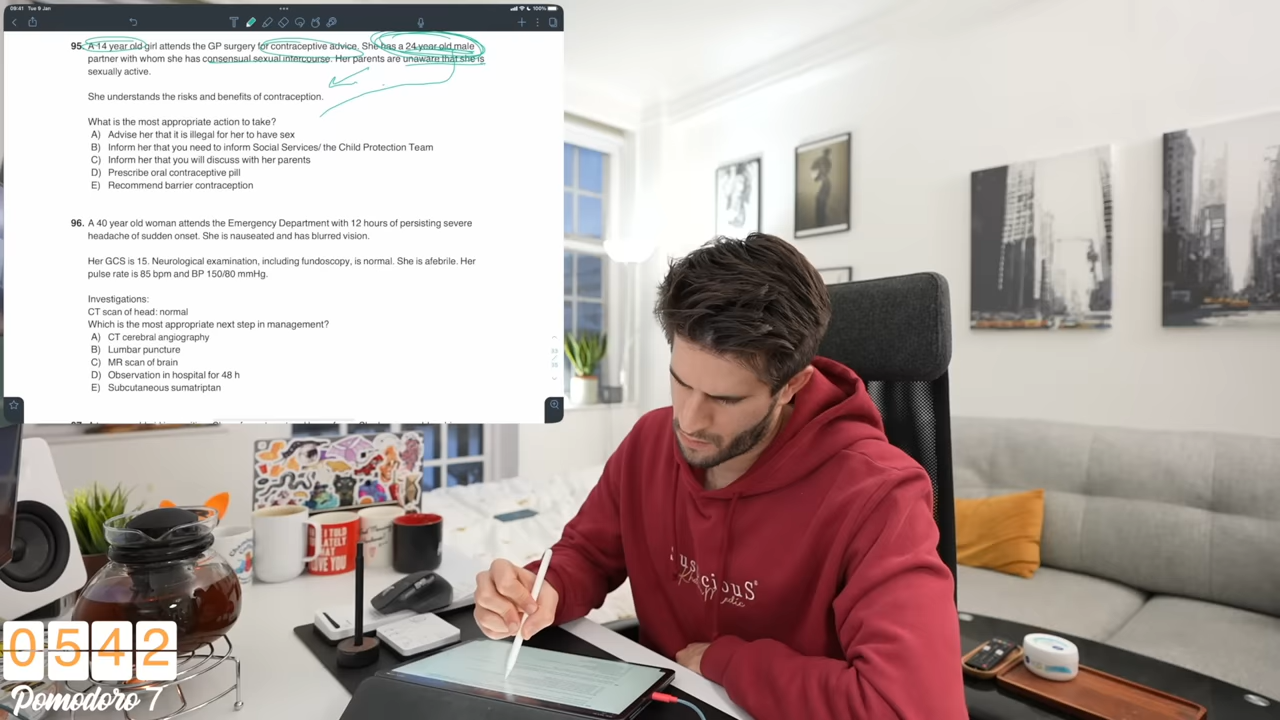 09:41 Tue 9 Jan
100%
95. A 14 year old girl attends the GP surgery for contraceptive advice. She has a 24 year old male
partner with whom she has consensual sexual intercourse. Her parents are unaware that she is
sexually active.
She understands the risks and benefits of contraception.
What is the most appropriate action to take?
A) Advise her that it is illegal for her to have sex
B) Inform her that you need to inform Social Services/ the Child Protection Team
C) Inform her that you will discuss with her parents
D) Prescribe oral contraceptive pill
E) Recommend barrier contraception
96. A 40 year old woman attends the Emergency Department with 12 hours of persisting severe
headache of sudden onset. She is nauseated and has blurred vision.
Her GCS is 15. Neurological examination, including fundoscopy, is normal. She is afebrile. Her
pulse rate is 85 bpm and BP 150/80 mmHg.
Investigations:
CT scan of head: normal
Which is the most appropriate next step in management?
A) CT cerebral angiography
B) Lumbar puncture
C) MR scan of brain
D) Observation in hospital for 48 h
E) Subcutaneous sumatriptan
LOVE YOU
0542
Pomodoro 7